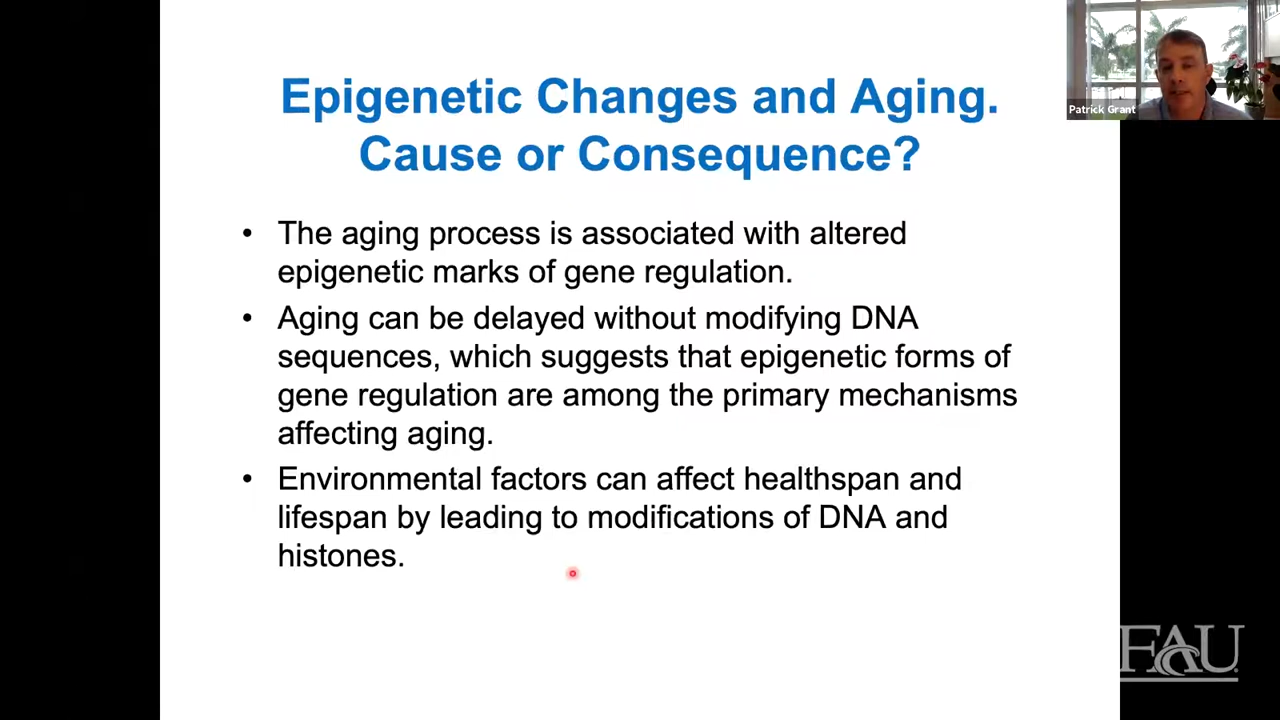 Epigenetic Changes and Aging.
Cause or Consequence?
• The aging process is associated with altered
epigenetic marks of gene regulation.
• Aging can be delayed without modifying DNA
sequences, which suggests that epigenetic forms of
gene regulation are among the primary mechanisms
affecting aging.
• Environmental factors can affect healthspan and
lifespan by leading to modifications of DNA and
histones.
Patrick Grant
FAU